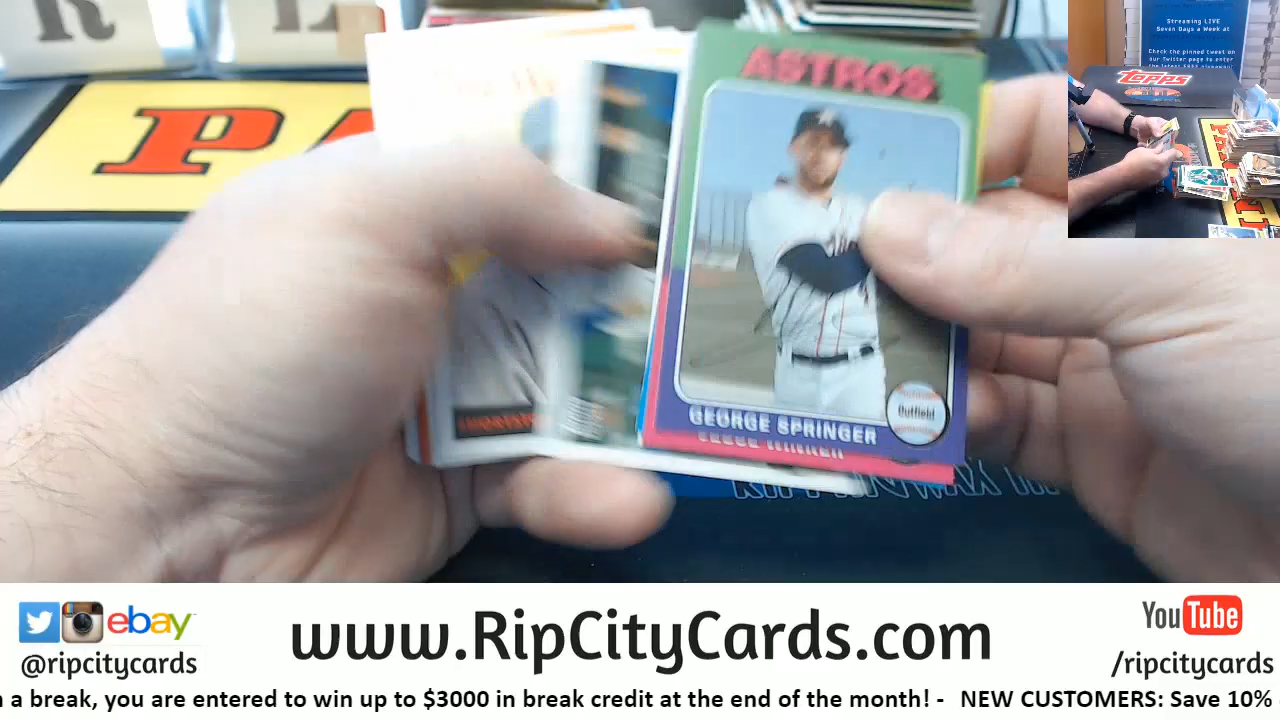 Streaming LIVE
Seven Days a Week at
Check the pinned tweet on
our Twitter page to enter
Topps
ASTROS
GEORGE SPRINGER
Outfield
ebay
@ripcitycards
www.RipCityCards.com
YouTube
/ripcitycards
a break, you are entered to win up to $3000 in break credit at the end of the month! - NEW CUSTOMERS: Save 10%